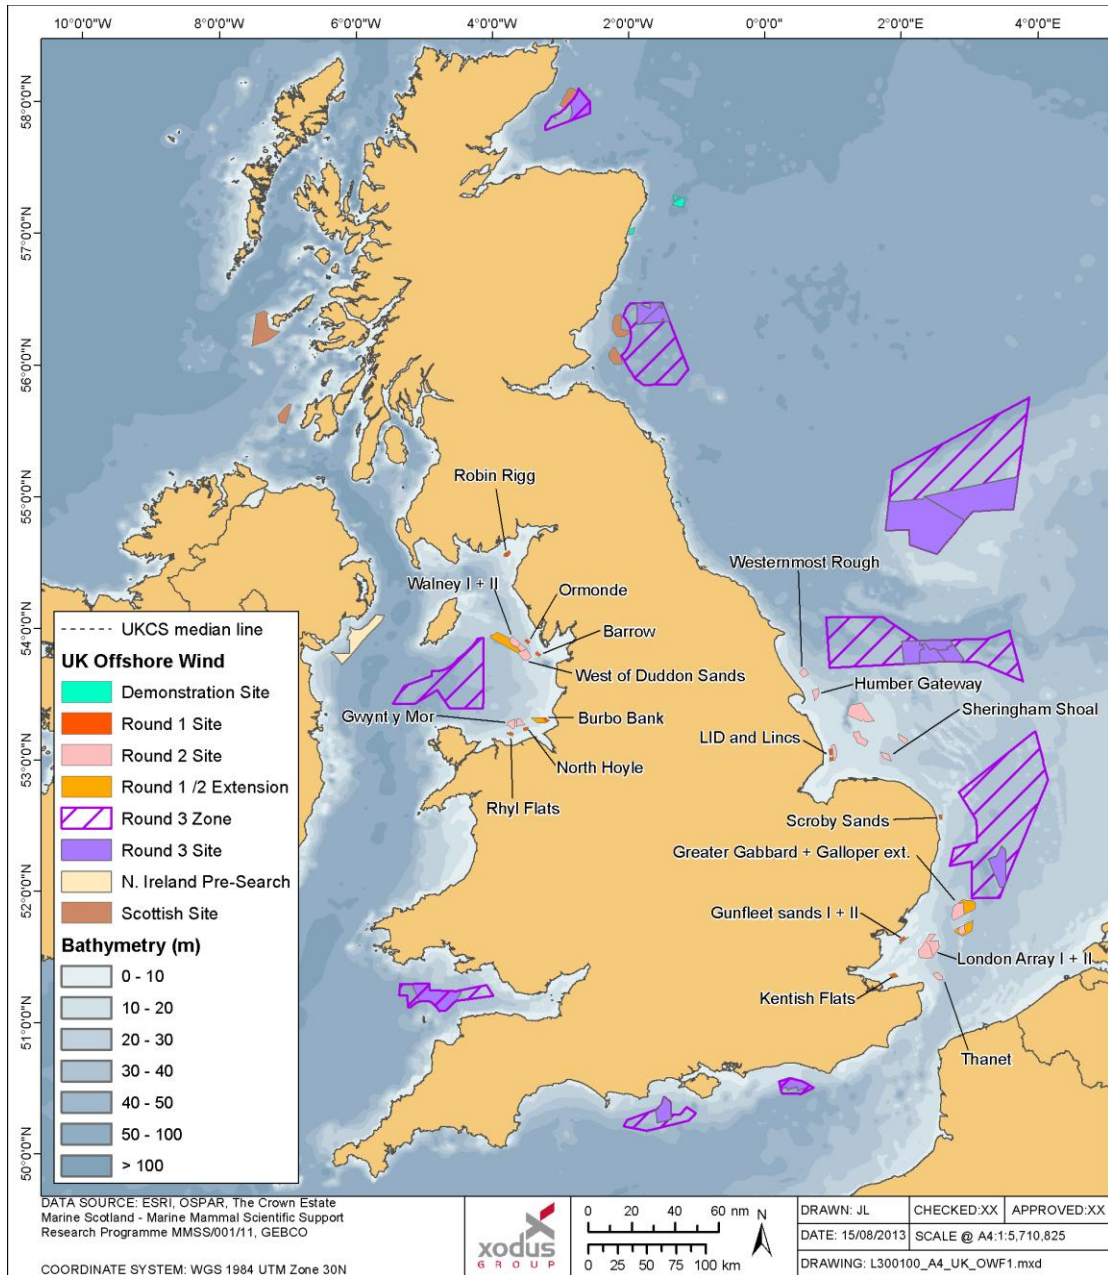 10°0'0"W 8°0'0"W 6°0'0"W 4°0'0"W 2°0'0"W 0°0'0" 2°0'0"E 4°0'0"E
58°0'0"N
57°0'0"N
56°0'0"N
55°0'0"N
54°0'0"N
53°0'0"N
52°0'0"N
51°0'0"N
50°0'0"N
Robin Rigg
Walney I + II
Ormonde
Barrow
West of Duddon Sands
Gwynt y Mor
Burbo Bank
North Hoyle
Rhyl Flats
Westernmost Rough
Humber Gateway
Sheringham Shoal
LID and Lincs
Scroby Sands
Greater Gabbard + Galloper ext.
Gunfleet sands I + II
London Array I + II
Kentish Flats
Thanet
UKCS median line
UK Offshore Wind
Demonstration Site
Round 1 Site
Round 2 Site
Round 1 /2 Extension
Round 3 Zone
Round 3 Site
N. Ireland Pre-Search
Scottish Site
Bathymetry (m)
0 - 10
10 - 20
20 - 30
30 - 40
40 - 50
50 - 100
> 100
DATA SOURCE: ESRI, OSPAR, The Crown Estate
Marine Scotland - Marine Mammal Scientific Support
Research Programme MMSS/001/11, GEBCO
COORDINATE SYSTEM: WGS 1984 UTM Zone 30N
xodus
GROUP
0 10 20 40 60 nm
0 25 50 75 100 km
N
DRAWN: JL CHECKED:XX APPROVED:XX
DATE: 15/08/2013 SCALE @ A4:1:5,710,825
DRAWING: L300100_A4_UK_OWF1.mxd